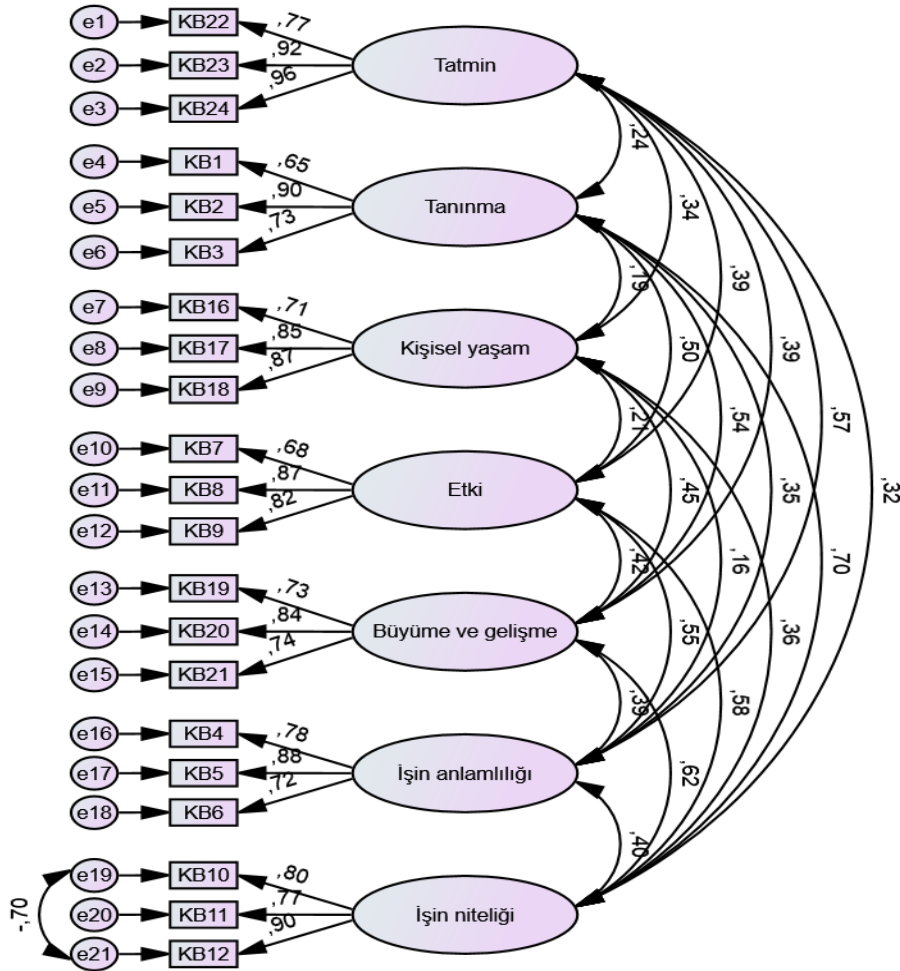 e1 KB22 ,77
e2 KB23 ,92 Tatmin
e3 KB24 ,96
,24
e4 KB1 ,65
e5 KB2 ,90 Tanınma
,34
e6 KB3 ,73
,19 ,39
e7 KB16 ,71
e8 KB17 ,85 Kişisel yaşam
,50 ,39
e9 KB18 ,87
,21 ,54 ,57
e10 KB7 ,68
e11 KB8 ,87 Etki
,45 ,35 ,32
e12 KB9 ,82
,42 ,16 ,70
e13 KB19 ,73
e14 KB20 ,84 Büyüme ve gelişme
,55 ,36
e15 KB21 ,74
,39 ,58
e16 KB4 ,78
e17 KB5 ,88 İşin anlamlılığı
,62
e18 KB6 ,72
,40
e19 KB10 ,80
-,70
e20 KB11 ,77 İşin niteliği
e21 KB12 ,90